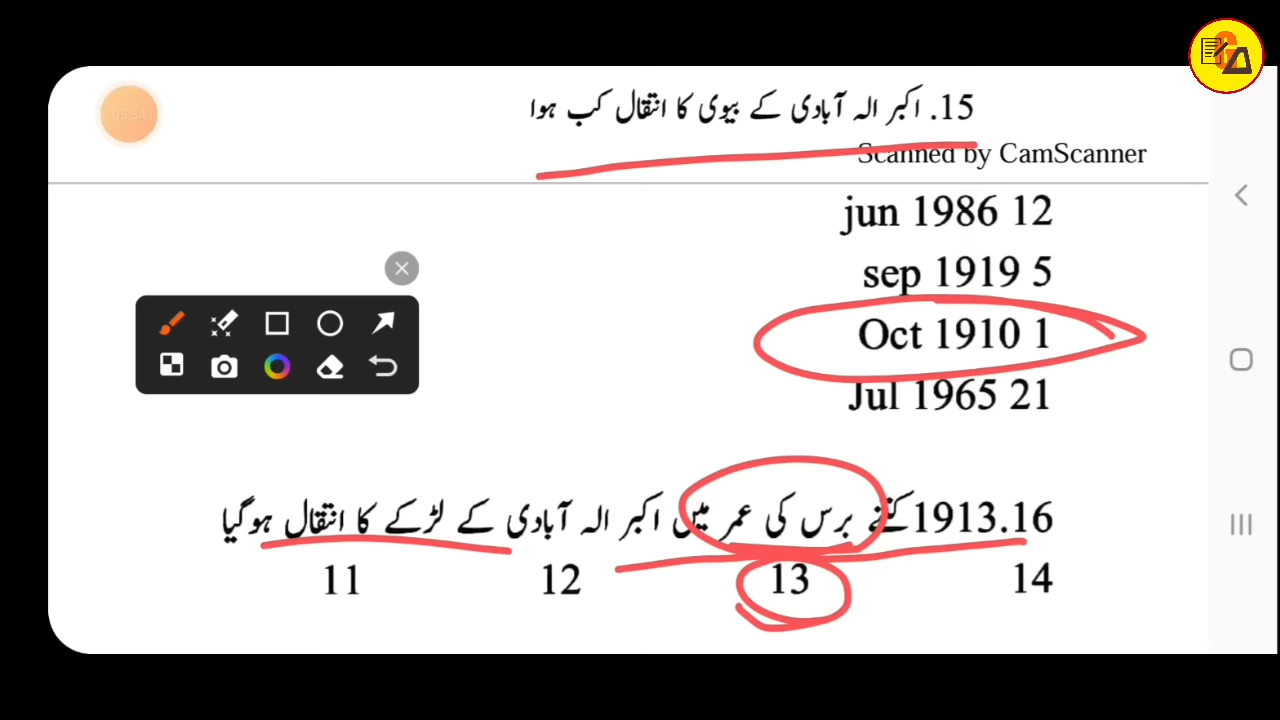 05:54
15. اکبر الہ آبادی کے بیوی کا انتقال کب ہوا
Scanned by CamScanner
jun 1986 12
sep 1919 5
Oct 1910 1
Jul 1965 21
1913.16 کتنے برس کی عمر میں اکبر الہ آبادی کے لڑکے کا انتقال ہوگیا
14 13 12 11